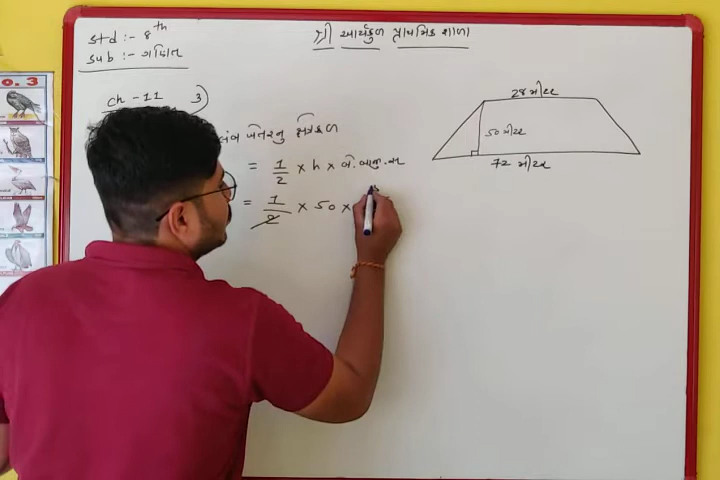 std :- 8th
sub :- ગણિત
શ્રી આર્યકુળ પ્રાથમિક શાળા
ch - 11 3)
28 મીટર
50 મીટર
72 મીટર
ક્ષેત્રફળ
= 1/2 × h ×
= 1/2 × 50 ×
O. 3